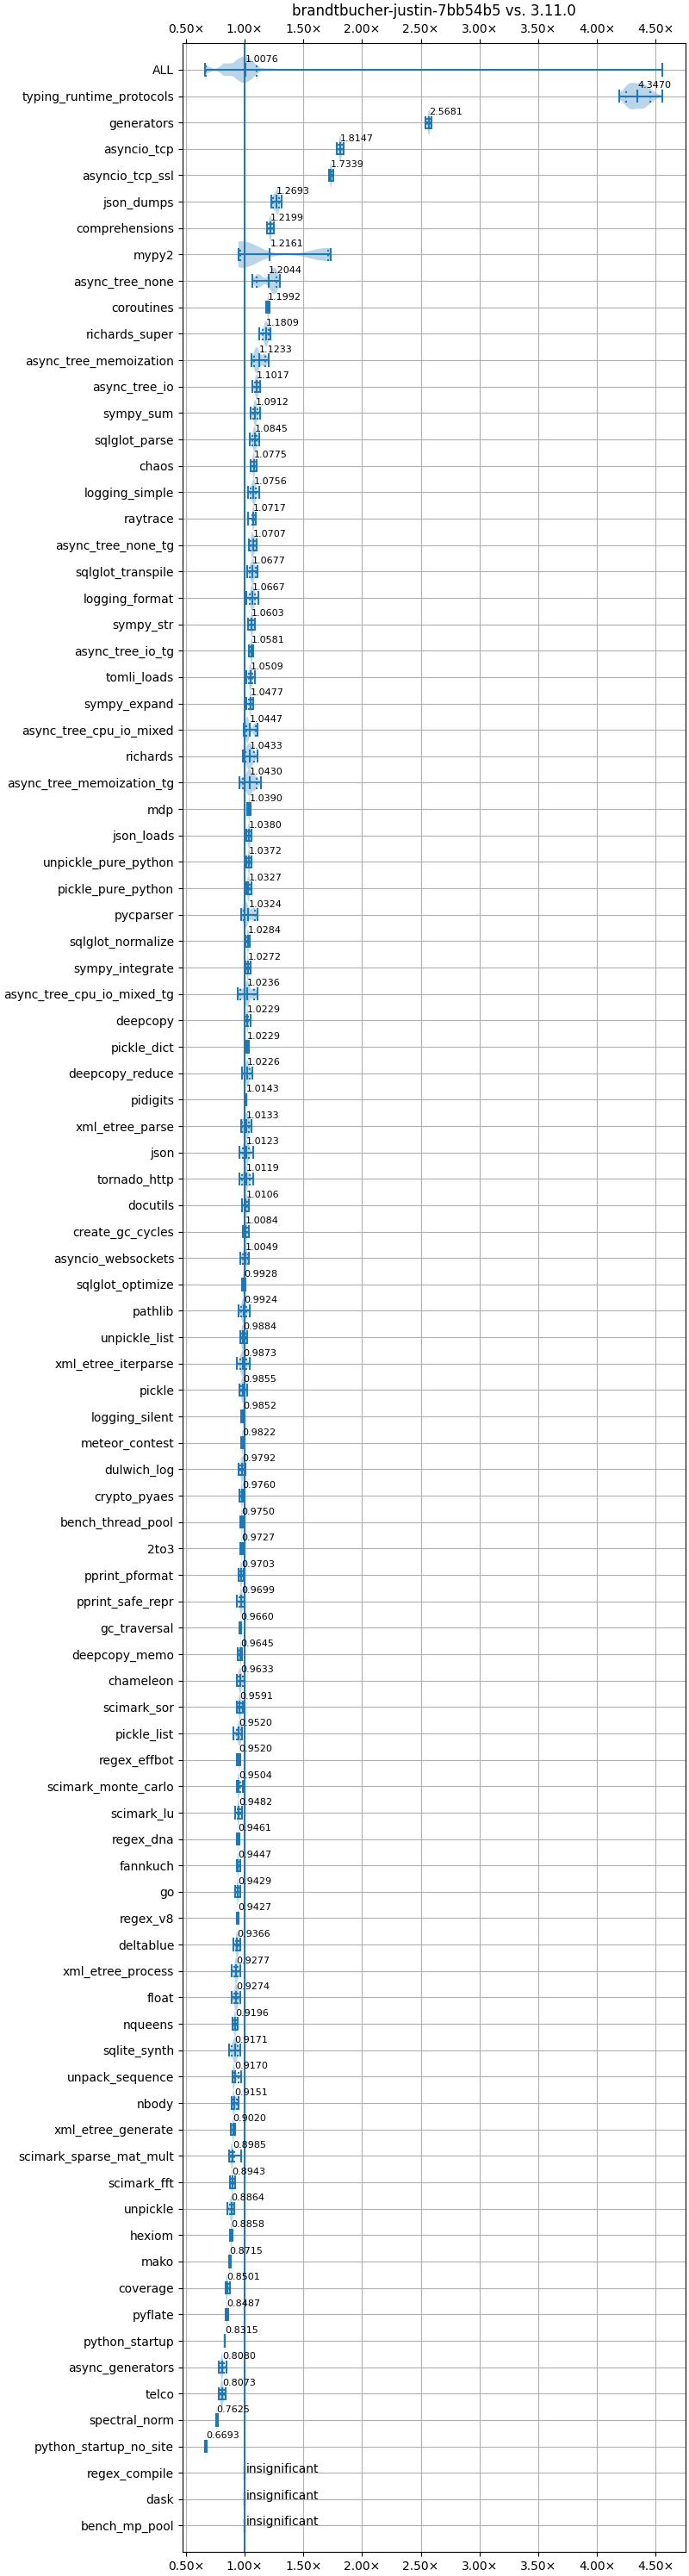 brandtbucher-justin-7bb54b5 vs. 3.11.0
0.50× 1.00× 1.50× 2.00× 2.50× 3.00× 3.50× 4.00× 4.50×
ALL 1.0076
typing_runtime_protocols 4.3470
generators 2.5681
asyncio_tcp 1.8147
asyncio_tcp_ssl 1.7339
json_dumps 1.2693
comprehensions 1.2199
mypy2 1.2161
async_tree_none 1.2044
coroutines 1.1992
richards_super 1.1809
async_tree_memoization 1.1233
async_tree_io 1.1017
sympy_sum 1.0912
sqlglot_parse 1.0845
chaos 1.0775
logging_simple 1.0756
raytrace 1.0717
async_tree_none_tg 1.0707
sqlglot_transpile 1.0677
logging_format 1.0667
sympy_str 1.0603
async_tree_io_tg 1.0581
tomli_loads 1.0509
sympy_expand 1.0477
async_tree_cpu_io_mixed 1.0447
richards 1.0433
async_tree_memoization_tg 1.0430
mdp 1.0390
json_loads 1.0380
unpickle_pure_python 1.0372
pickle_pure_python 1.0327
pycparser 1.0324
sqlglot_normalize 1.0284
sympy_integrate 1.0272
async_tree_cpu_io_mixed_tg 1.0236
deepcopy 1.0229
pickle_dict 1.0229
deepcopy_reduce 1.0226
pidigits 1.0143
xml_etree_parse 1.0133
json 1.0123
tornado_http 1.0119
docutils 1.0106
create_gc_cycles 1.0084
asyncio_websockets 1.0049
sqlglot_optimize 0.9928
pathlib 0.9924
unpickle_list 0.9884
xml_etree_iterparse 0.9873
pickle 0.9855
logging_silent 0.9852
meteor_contest 0.9822
dulwich_log 0.9792
crypto_pyaes 0.9760
bench_thread_pool 0.9750
2to3 0.9727
pprint_pformat 0.9703
pprint_safe_repr 0.9699
gc_traversal 0.9660
deepcopy_memo 0.9645
chameleon 0.9633
scimark_sor 0.9591
pickle_list 0.9520
regex_effbot 0.9520
scimark_monte_carlo 0.9504
scimark_lu 0.9482
regex_dna 0.9461
fannkuch 0.9447
go 0.9429
regex_v8 0.9427
deltablue 0.9366
xml_etree_process 0.9277
float 0.9274
nqueens 0.9196
sqlite_synth 0.9171
unpack_sequence 0.9170
nbody 0.9151
xml_etree_generate 0.9020
scimark_sparse_mat_mult 0.8985
scimark_fft 0.8943
unpickle 0.8864
hexiom 0.8858
mako 0.8715
coverage 0.8501
pyflate 0.8487
python_startup 0.8315
async_generators 0.8080
telco 0.8073
spectral_norm 0.7625
python_startup_no_site 0.6693
regex_compile insignificant
dask insignificant
bench_mp_pool insignificant
0.50× 1.00× 1.50× 2.00× 2.50× 3.00× 3.50× 4.00× 4.50×